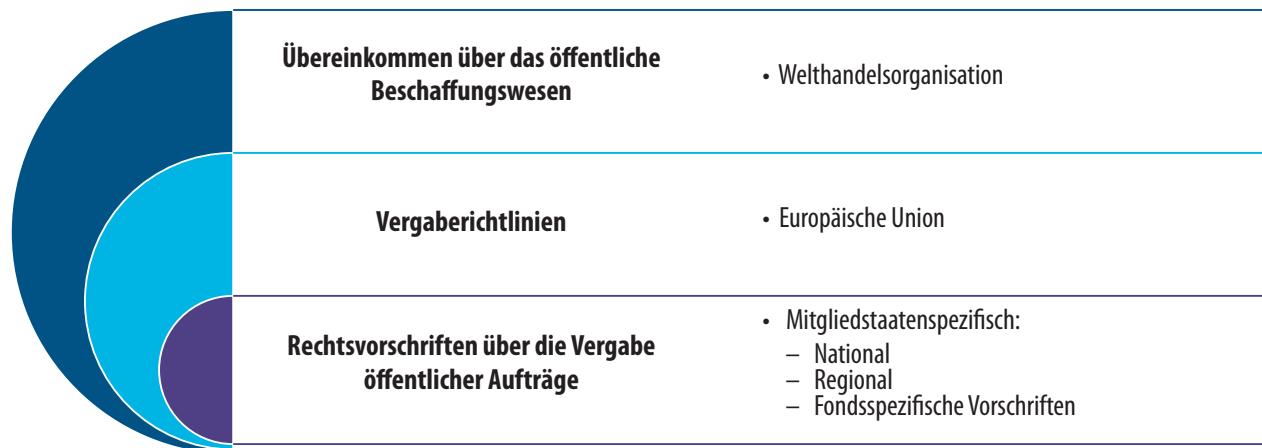 Übereinkommen über das öffentliche
Beschaffungswesen
• Welthandelsorganisation
Vergaberichtlinien
• Europäische Union
Rechtsvorschriften über die Vergabe
öffentlicher Aufträge
• Mitgliedstaatenspezifisch:
– National
– Regional
– Fondsspezifische Vorschriften